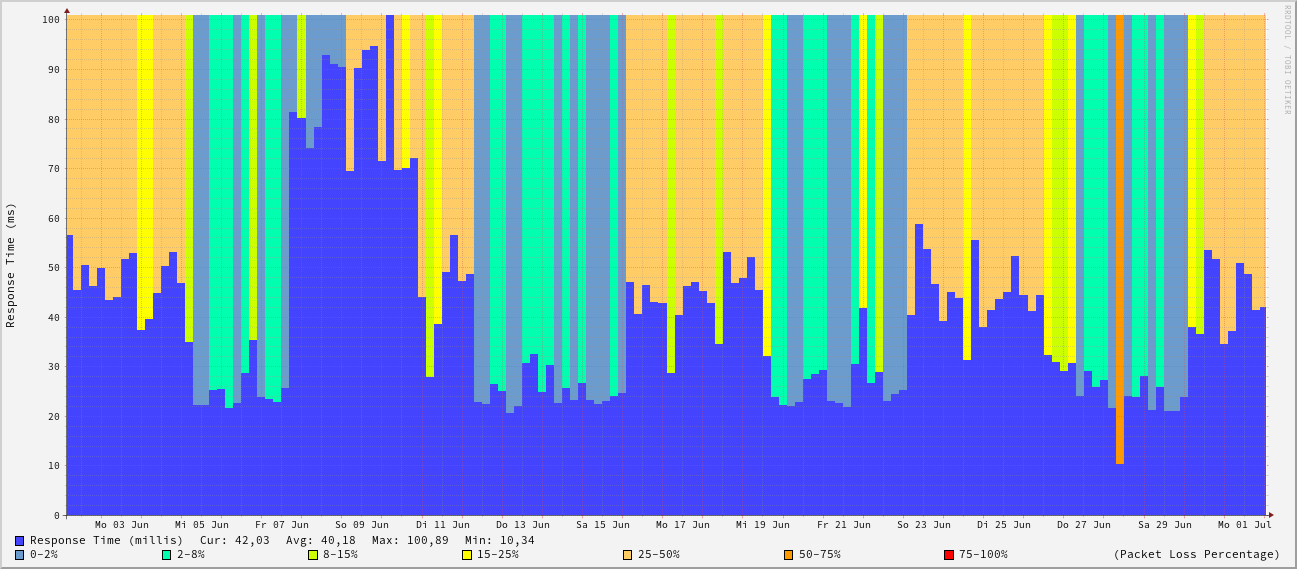 RRDTOOL / TOBI OETIKER
Response Time (ms)
100
90
80
70
60
50
40
30
20
10
0
Mo 03 Jun Mi 05 Jun Fr 07 Jun So 09 Jun Di 11 Jun Do 13 Jun Sa 15 Jun Mo 17 Jun Mi 19 Jun Fr 21 Jun So 23 Jun Di 25 Jun Do 27 Jun Sa 29 Jun Mo 01 Jul
Response Time (millis) Cur: 42,03 Avg: 40,18 Max: 100,89 Min: 10,34
0-2% 2-8% 8-15% 15-25% 25-50% 50-75% 75-100% (Packet Loss Percentage)